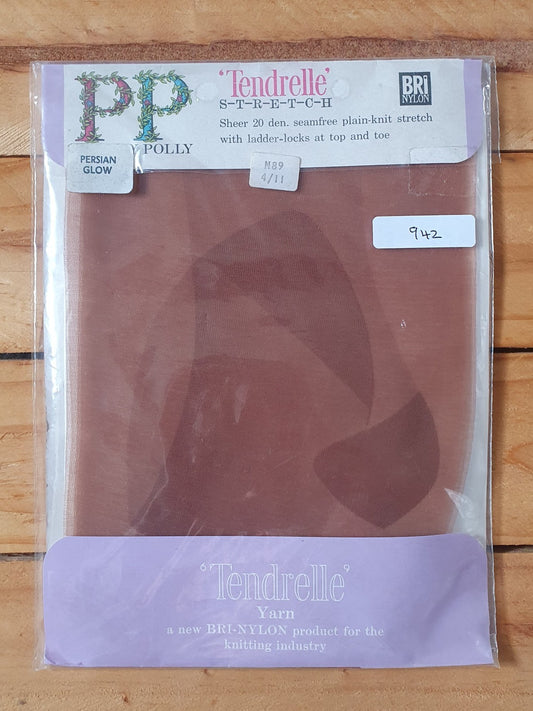 PP
POLLY
'Tendrelle'
S-T-R-E-T-C-H
BRI
NYLON
Sheer 20 den. seamfree plain-knit stretch
with ladder-locks at top and toe
PERSIAN
GLOW
M89
4/11
942
'Tendrelle'
Yarn
a new BRI-NYLON product for the
knitting industry